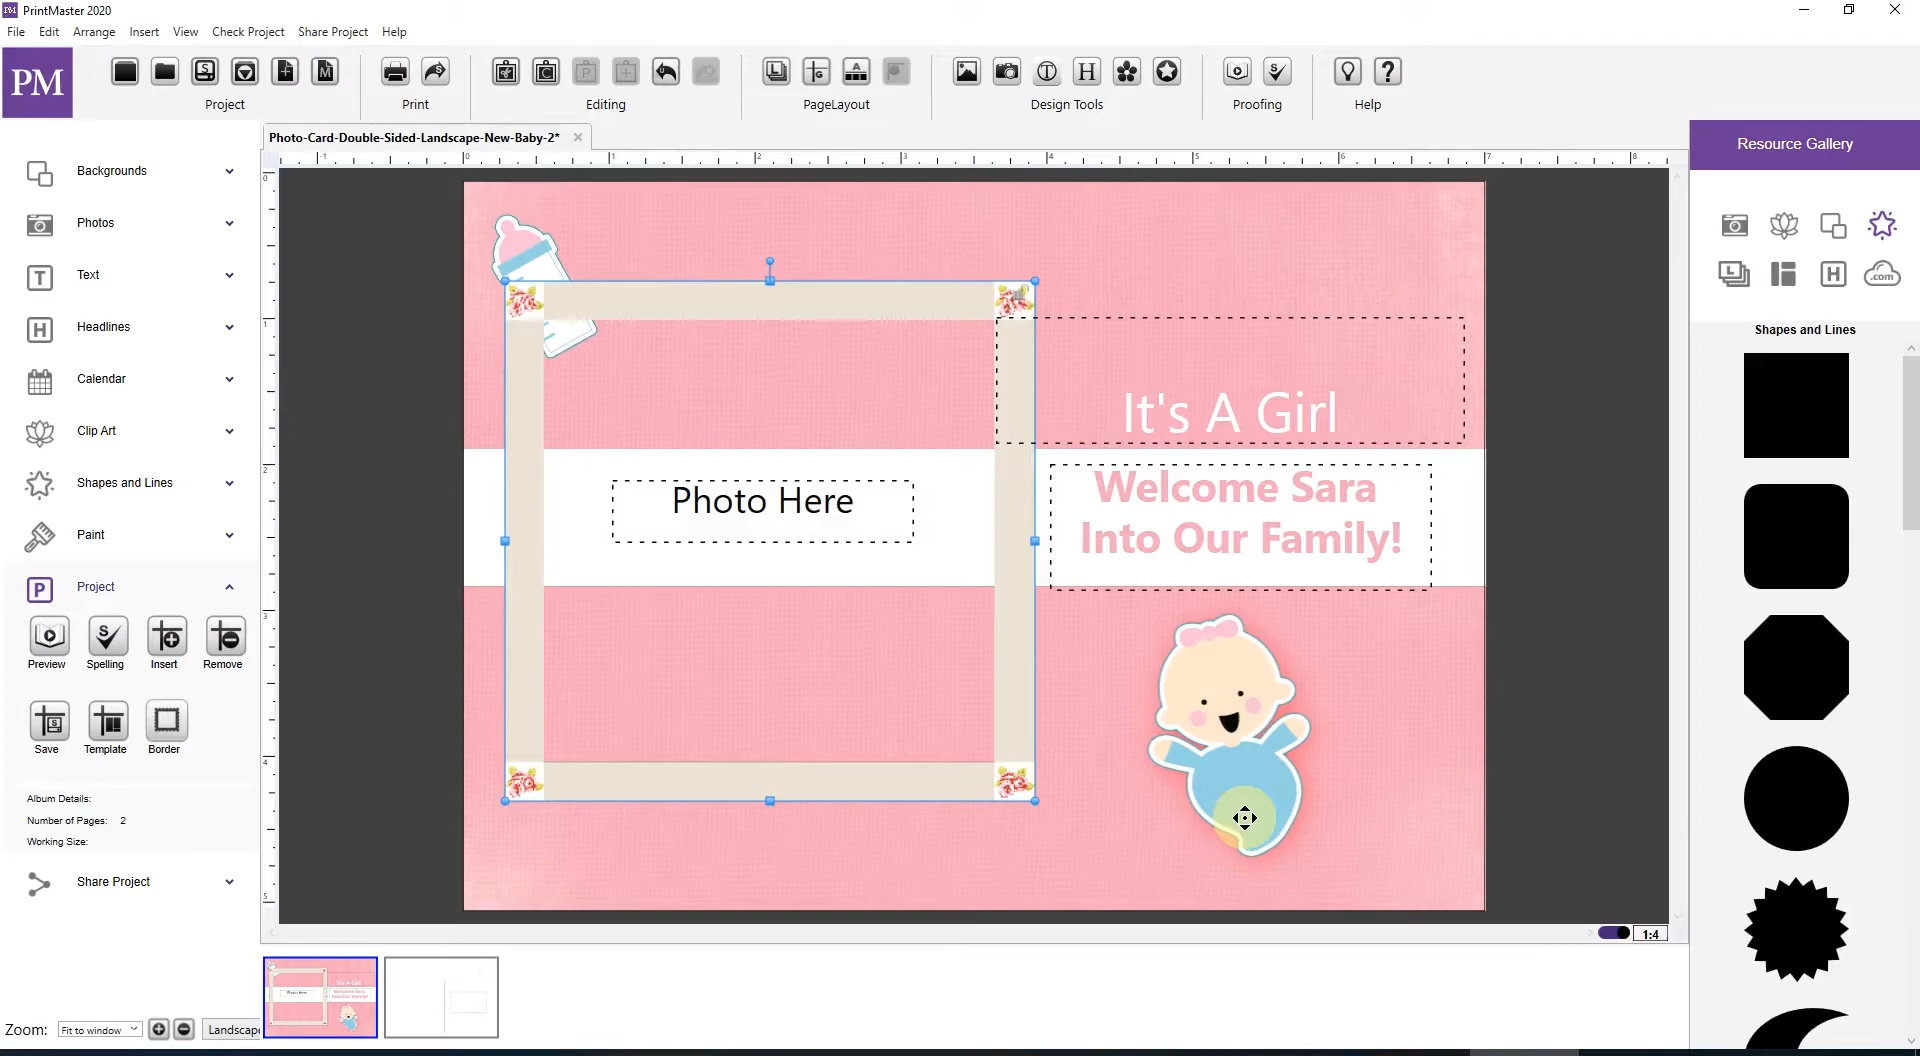 PM PrintMaster 2020
File Edit Arrange Insert View Check Project Share Project Help
PM
Project Print Editing PageLayout Design Tools Proofing Help
Photo-Card-Double-Sided-Landscape-New-Baby-2*
Backgrounds
Photos
Text
Headlines
Calendar
Clip Art
Shapes and Lines
Paint
Project
Preview Spelling Insert Remove
Save Template Border
Album Details:
Number of Pages: 2
Working Size:
Share Project
It's A Girl
Photo Here
Welcome Sara
Into Our Family!
Resource Gallery
Shapes and Lines
1:4
Zoom: Fit to window Landscape